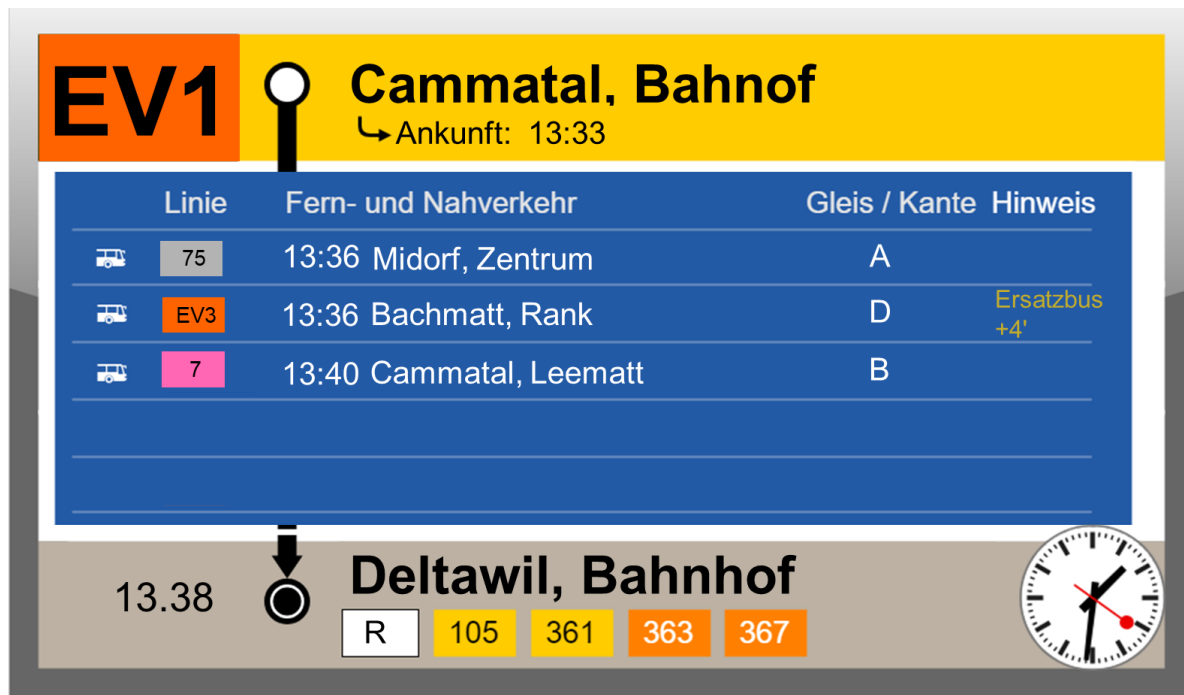 EV1
Cammatal, Bahnof
Ankunft: 13:33
Linie Fern- und Nahverkehr Gleis / Kante Hinweis
75 13:36 Midorf, Zentrum A
EV3 13:36 Bachmatt, Rank D Ersatzbus
+4'
7 13:40 Cammatal, Leematt B
13.38 Deltawil, Bahnhof
R 105 361 363 367